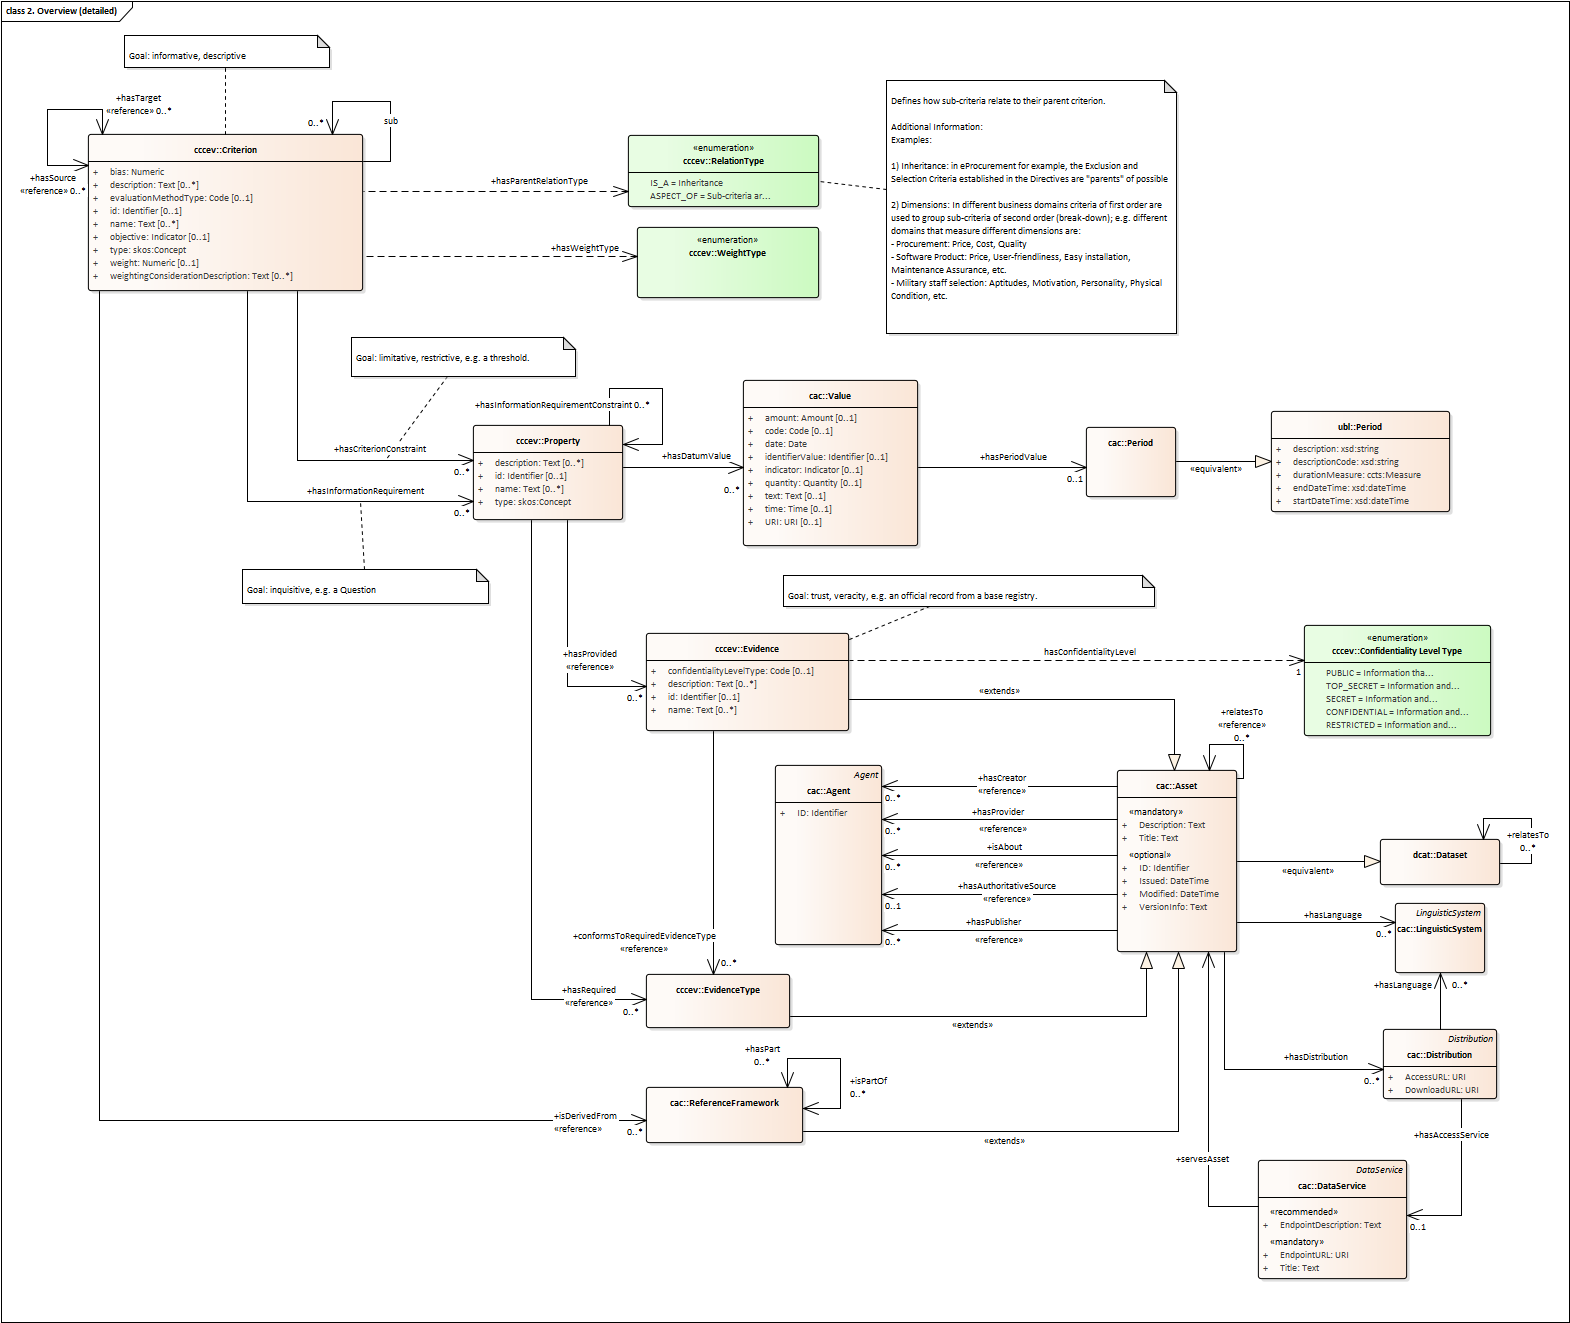 class 2. Overview (detailed)
Goal: informative, descriptive
+hasTarget
«reference» 0..*
0..*
sub
+hasSource
«reference» 0..*
cccev::Criterion
+ bias: Numeric
+ description: Text [0..*]
+ evaluationMethodType: Code [0..1]
+ id: Identifier [0..1]
+ name: Text [0..*]
+ objective: Indicator [0..1]
+ type: skos:Concept
+ weight: Numeric [0..1]
+ weightingConsiderationDescription: Text [0..*]
+hasParentRelationType
«enumeration»
cccev::RelationType
IS_A = Inheritance
ASPECT_OF = Sub-criteria ar...
+hasWeightType
«enumeration»
cccev::WeightType
Defines how sub-criteria relate to their parent criterion.
Additional Information:
Examples:
1) Inheritance: in eProcurement for example, the Exclusion and
Selection Criteria established in the Directives are "parents" of possible
2) Dimensions: In different business domains criteria of first order are
used to group sub-criteria of second order (break-down); e.g. different
domains that measure different dimensions are:
- Procurement: Price, Cost, Quality
- Software Product: Price, User-friendliness, Easy installation,
Maintenance Assurance, etc.
- Military staff selection: Aptitudes, Motivation, Personality, Physical
Condition, etc.
Goal: limitative, restrictive, e.g. a threshold.
+hasInformationRequirementConstraint 0..*
+hasCriterionConstraint
0..*
+hasInformationRequirement
0..*
cccev::Property
+ description: Text [0..*]
+ id: Identifier [0..1]
+ name: Text [0..*]
+ type: skos:Concept
+hasDatumValue
0..*
cac::Value
+ amount: Amount [0..1]
+ code: Code [0..1]
+ date: Date
+ identifierValue: Identifier [0..1]
+ indicator: Indicator [0..1]
+ quantity: Quantity [0..1]
+ text: Text [0..1]
+ time: Time [0..1]
+ URI: URI [0..1]
+hasPeriodValue
0..1
cac::Period
«equivalent»
ubl::Period
+ description: xsd:string
+ descriptionCode: xsd:string
+ durationMeasure: ccts:Measure
+ endDateTime: xsd:dateTime
+ startDateTime: xsd:dateTime
Goal: inquisitive, e.g. a Question
Goal: trust, veracity, e.g. an official record from a base registry.
+hasProvided
«reference»
0..*
cccev::Evidence
+ confidentialityLevelType: Code [0..1]
+ description: Text [0..*]
+ id: Identifier [0..1]
+ name: Text [0..*]
hasConfidentialityLevel
1
«enumeration»
cccev::Confidentiality Level Type
PUBLIC = Information tha...
TOP_SECRET = Information and...
SECRET = Information and...
CONFIDENTIAL = Information and...
RESTRICTED = Information and...
«extends»
+relatesTo
«reference»
0..*
Agent
cac::Agent
+ ID: Identifier
+hasCreator
«reference»
0..*
+hasProvider
«reference»
0..*
+isAbout
«reference»
0..*
+hasAuthoritativeSource
«reference»
0..1
+hasPublisher
«reference»
0..*
cac::Asset
«mandatory»
+ Description: Text
+ Title: Text
«optional»
+ ID: Identifier
+ Issued: DateTime
+ Modified: DateTime
+ VersionInfo: Text
«equivalent»
dcat::Dataset
+relatesTo
0..*
+hasLanguage
0..*
LinguisticSystem
cac::LinguisticSystem
+hasLanguage
0..*
+conformsToRequiredEvidenceType
«reference»
0..*
+hasRequired
«reference»
0..*
cccev::EvidenceType
«extends»
+hasDistribution
0..*
Distribution
cac::Distribution
+ AccessURL: URI
+ DownloadURL: URI
+hasPart
0..*
+isPartOf
0..*
cac::ReferenceFramework
+isDerivedFrom
«reference»
0..*
«extends»
+hasAccessService
0..1
+servesAsset
DataService
cac::DataService
«recommended»
+ EndpointDescription: Text
«mandatory»
+ EndpointURL: URI
+ Title: Text